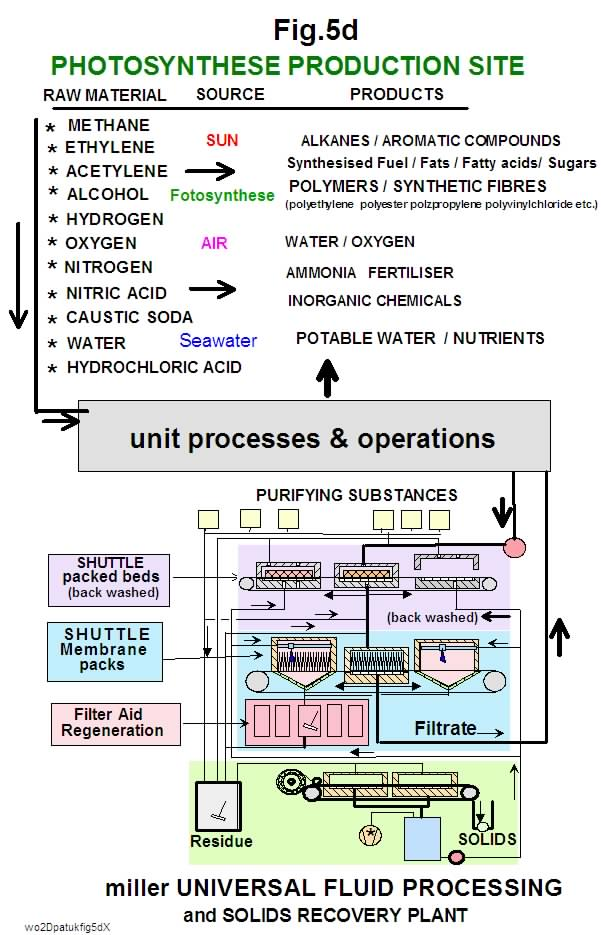 Fig.5d
PHOTOSYNTHESE PRODUCTION SITE
RAW MATERIAL SOURCE PRODUCTS
* METHANE
* ETHYLENE
* ACETYLENE
* ALCOHOL
* HYDROGEN
* OXYGEN
* NITROGEN
* NITRIC ACID
* CAUSTIC SODA
* WATER
* HYDROCHLORIC ACID
SUN
Fotosynthese
AIR
Seawater
ALKANES / AROMATIC COMPOUNDS
Synthesised Fuel / Fats / Fatty acids/ Sugars
POLYMERS / SYNTHETIC FIBRES
(polyethylene polyester polzpropylene polyvinylchloride etc.)
WATER / OXYGEN
AMMONIA FERTILISER
INORGANIC CHEMICALS
POTABLE WATER / NUTRIENTS
unit processes & operations
PURIFYING SUBSTANCES
SHUTTLE
packed beds
(back washed)
(back washed)
SHUTTLE
Membrane
packs
Filter Aid
Regeneration
Filtrate
Residue
SOLIDS
miller UNIVERSAL FLUID PROCESSING
and SOLIDS RECOVERY PLANT
wo2Dpatukfig5dX